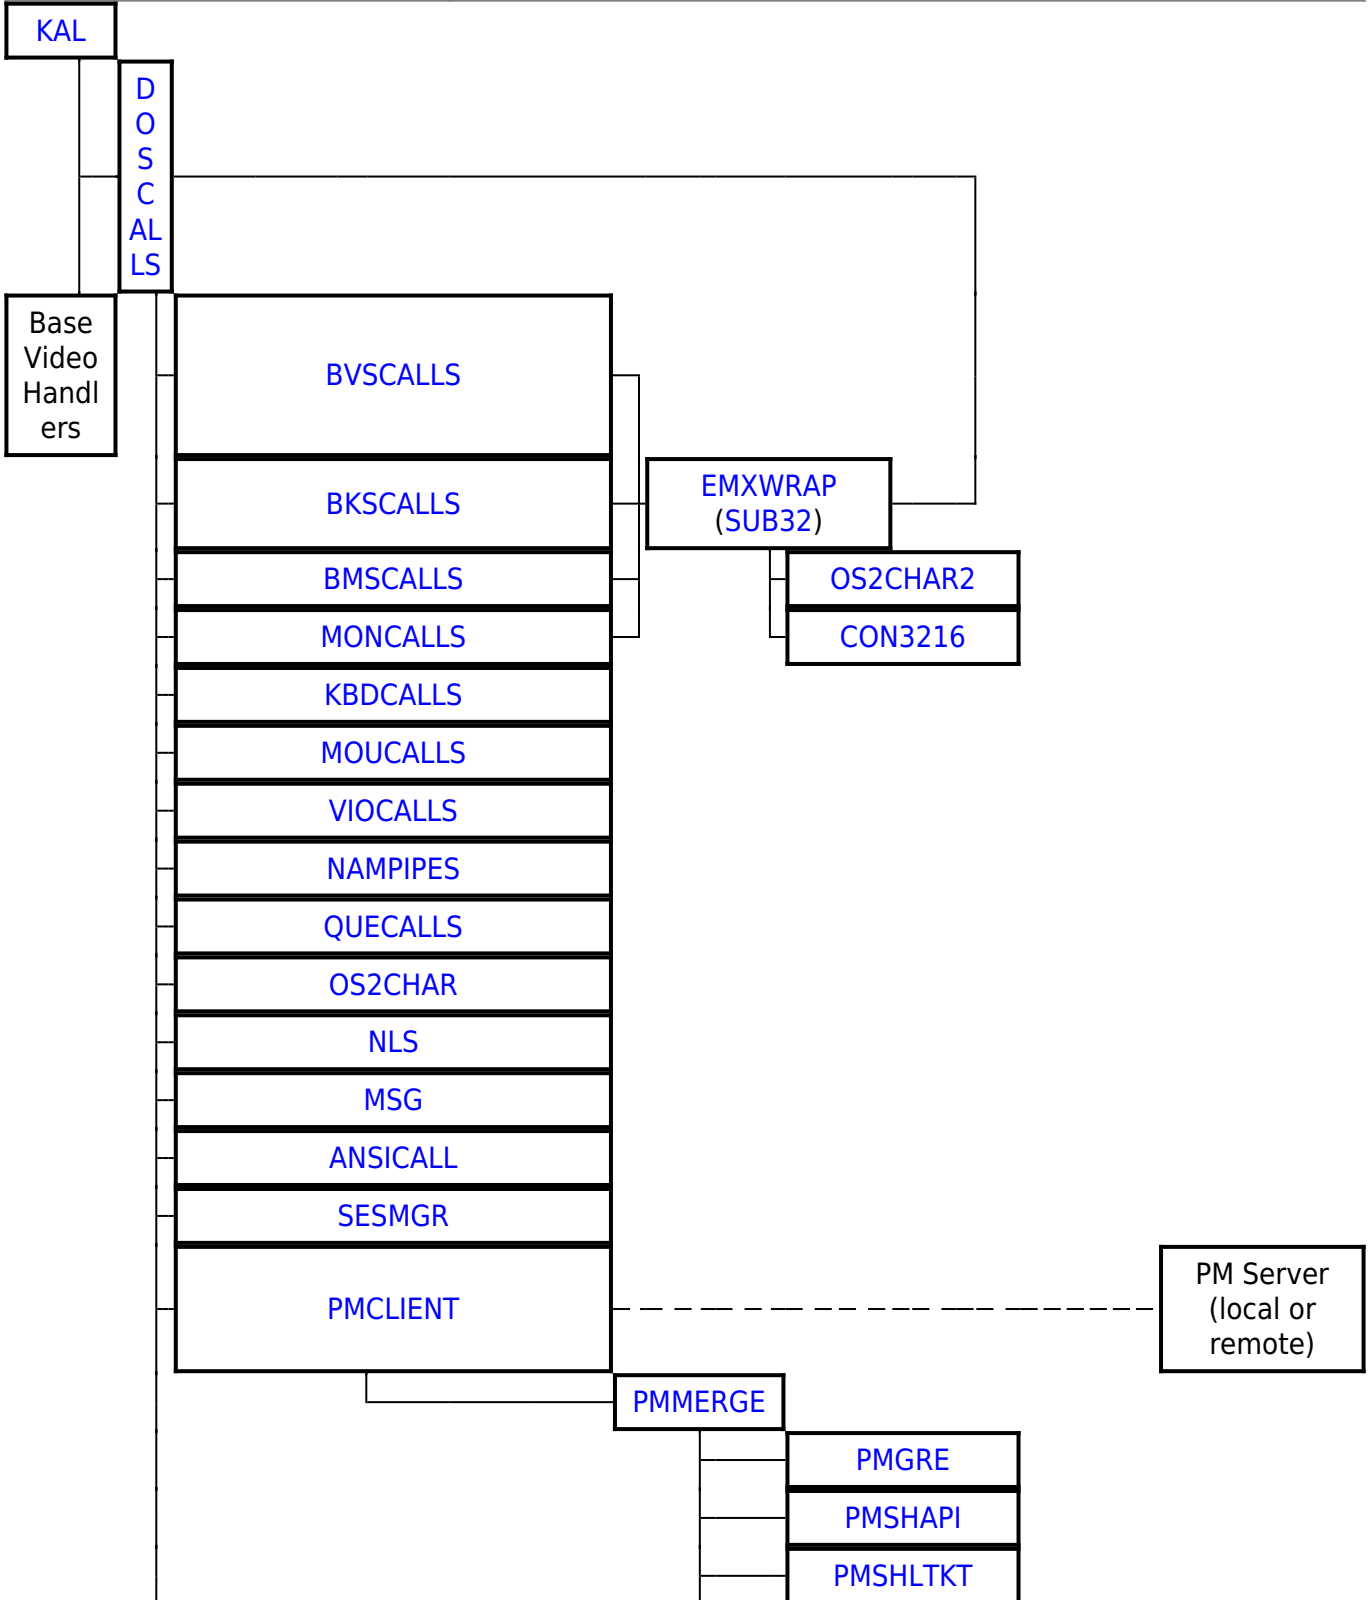 KAL
D
O
S
C
AL
LS
Base
Video
Handl
ers
BVSCALLS
BKSCALLS
EMXWRAP
(SUB32)
BMSCALLS
OS2CHAR2
MONCALLS
CON3216
KBDCALLS
MOUCALLS
VIOCALLS
NAMPIPES
QUECALLS
OS2CHAR
NLS
MSG
ANSICALL
SESMGR
PMCLIENT
PM Server
(local or
remote)
PMMERGE
PMGRE
PMSHAPI
PMSHLTKT